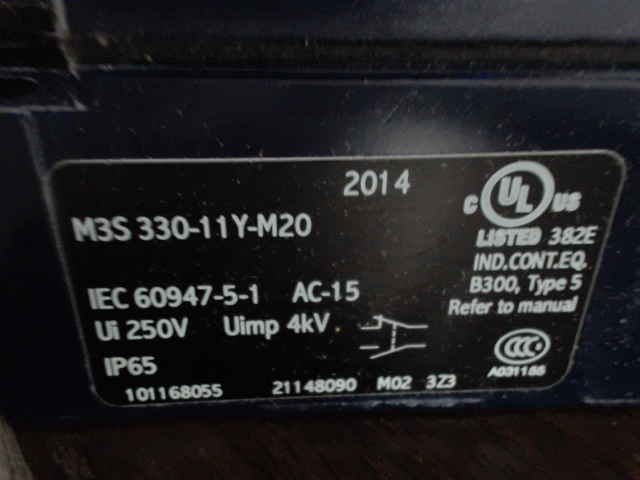 2014
M3S 330-11Y-M20
C UL US
LISTED 382E
IND.CONT.EQ.
B300, Type 5
Refer to manual
IEC 60947-5-1 AC-15
Ui 250V Uimp 4kV
IP65
CCC
A031155
101168055 21148090 M02 3Z3